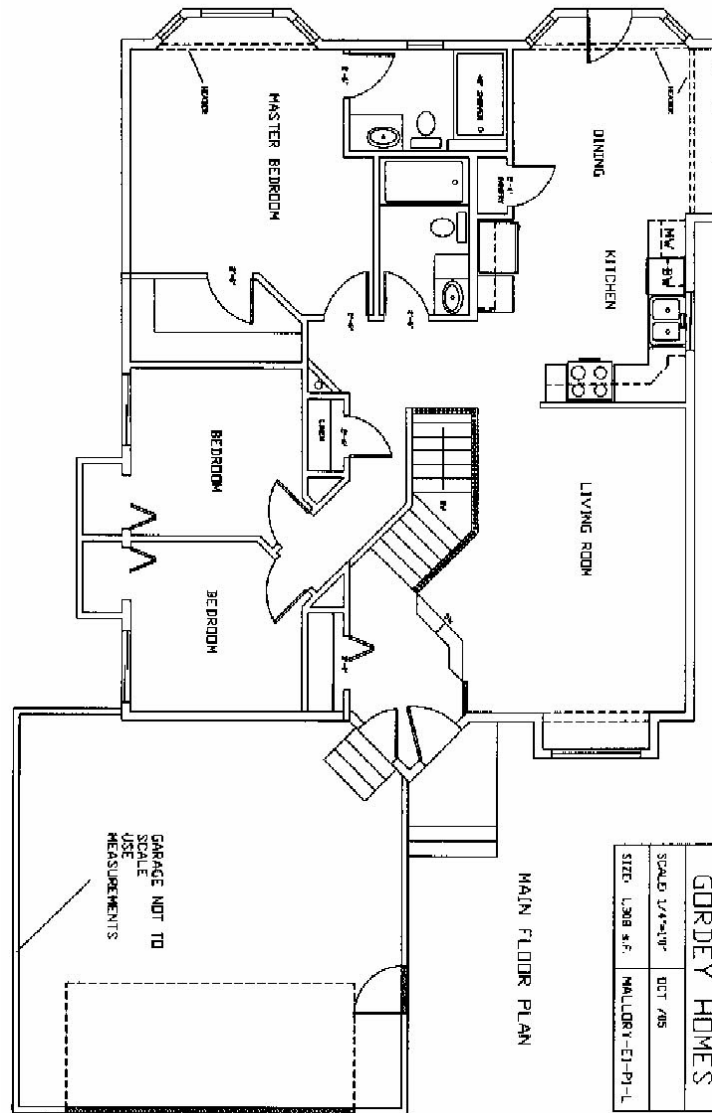 GORDEY HOMES
SCALE: 1/4"=1'0"
OCT /05
SIZE: 1,308 s.f.
MALLORY-E1-P1-L
MAIN FLOOR PLAN
DINING
HEADER
KITCHEN
MW
PANTRY
LIVING ROOM
MASTER BEDROOM
HEADER
LINEN
BEDROOM
BEDROOM
GARAGE NOT TO
SCALE
USE
MEASUREMENTS